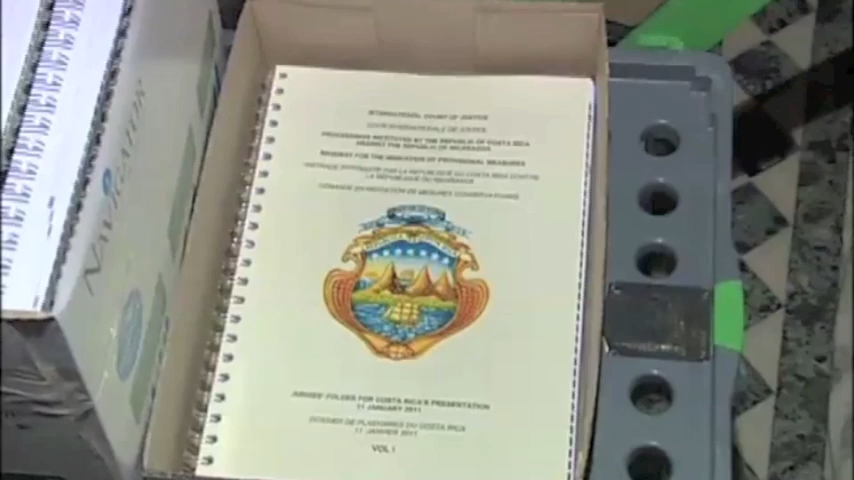 INTERNATIONAL COURT OF JUSTICE
COUR INTERNATIONALE DE JUSTICE
PROCEEDINGS INSTITUTED BY THE REPUBLIC OF COSTA RICA
AGAINST THE REPUBLIC OF NICARAGUA
REQUEST FOR THE INDICATION OF PROVISIONAL MEASURES
INSTANCE INTRODUITE PAR LA REPUBLIQUE DU COSTA RICA CONTRE
LA REPUBLIQUE DU NICARAGUA
DEMANDE EN INDICATION DE MESURES CONSERVATOIRES
JUDGES' FOLDER FOR COSTA RICA'S PRESENTATION
11 JANUARY 2011
DOSSIER DE PLAIDOIRIES DU COSTA RICA
11 JANVIER 2011
VOL I
NAVIGATOR